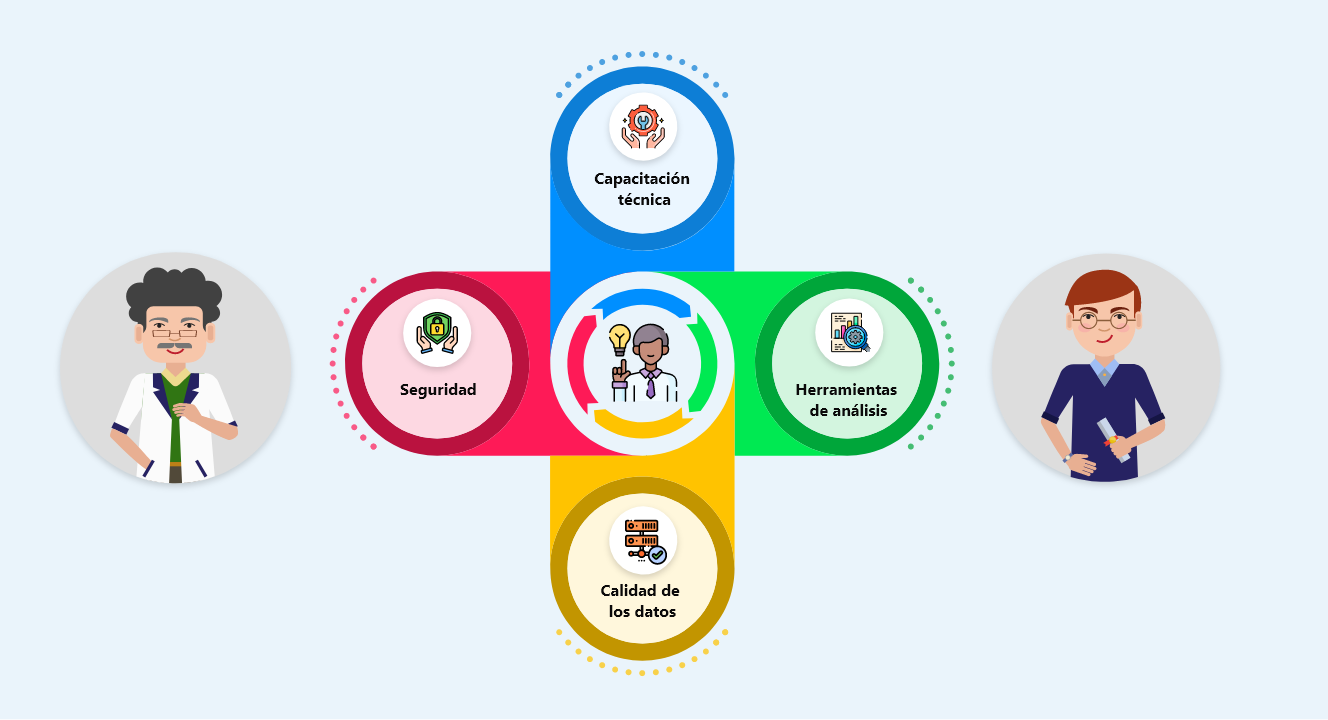 Capacitación
técnica
Seguridad
Herramientas
de análisis
Calidad de
los datos